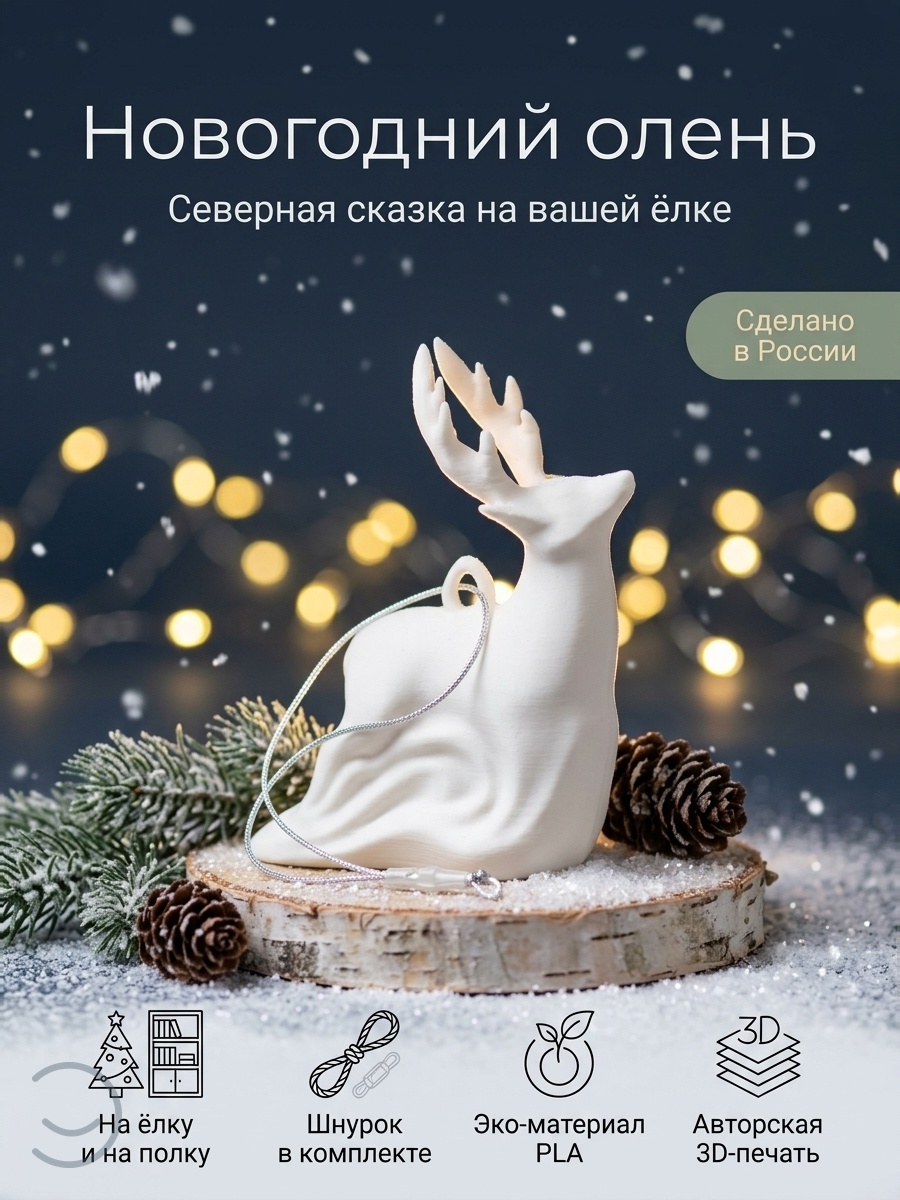 Новогодний олень
Северная сказка на вашей ёлке
Сделано
в России
3D
На ёлку
и на полку
Шнурок
в комплекте
Эко-материал
PLA
Авторская
3D-печать